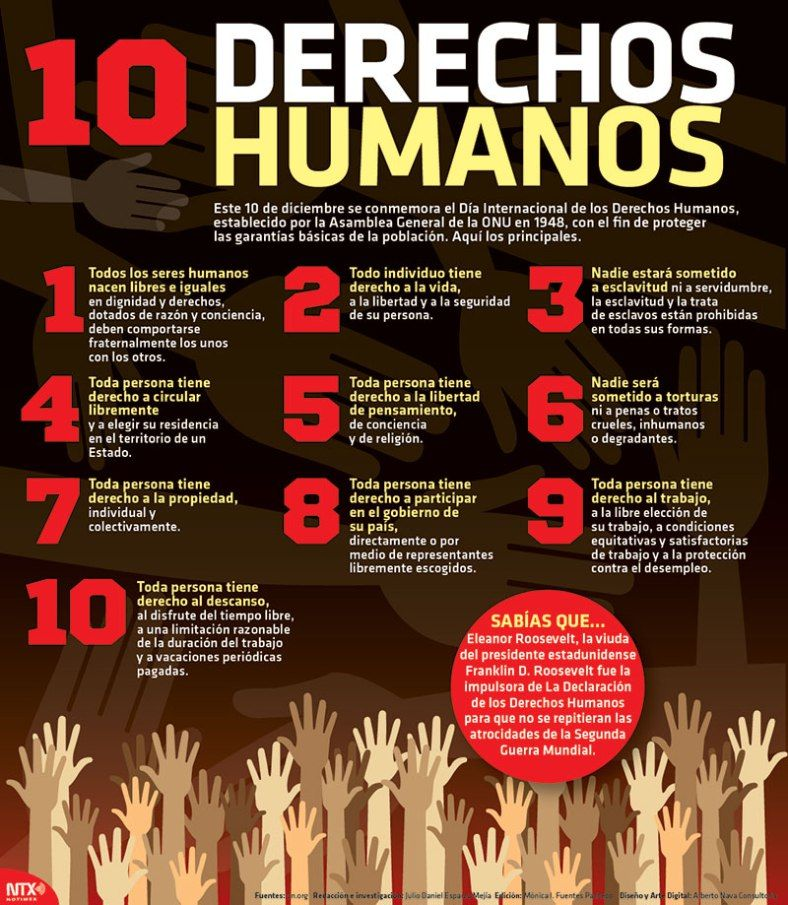 10 DERECHOS
HUMANOS
Este 10 de diciembre se conmemora el Día Internacional de los Derechos Humanos,
establecido por la Asamblea General de la ONU en 1948, con el fin de proteger
las garantías básicas de la población. Aquí los principales.
1
Todos los seres humanos
nacen libres e iguales
en dignidad y derechos,
dotados de razón y conciencia,
deben comportarse
fraternalmente los unos
con los otros.
2
Todo individuo tiene
derecho a la vida,
a la libertad y a la seguridad
de su persona.
3
Nadie estará sometido
a esclavitud ni a servidumbre,
la esclavitud y la trata
de esclavos están prohibidas
en todas sus formas.
4
Toda persona tiene
derecho a circular
libremente
y a elegir su residencia
en el territorio de un
Estado.
5
Toda persona tiene
derecho a la libertad
de pensamiento,
de conciencia
y de religión.
6
Nadie será
sometido a torturas
ni a penas o tratos
crueles, inhumanos
o degradantes.
7
Toda persona tiene
derecho a la propiedad,
individual y
colectivamente.
8
Toda persona tiene
derecho a participar
en el gobierno de
su país,
directamente o por
medio de representantes
libremente escogidos.
9
Toda persona tiene
derecho al trabajo,
a la libre elección de
su trabajo, a condiciones
equitativas y satisfactorias
de trabajo y a la protección
contra el desempleo.
10
Toda persona tiene
derecho al descanso,
al disfrute del tiempo libre,
a una limitación razonable
de la duración del trabajo
y a vacaciones periódicas
pagadas.
SABÍAS QUE...
Eleanor Roosevelt, la viuda
del presidente estadunidense
Franklin D. Roosevelt fue la
impulsora de La Declaración
de los Derechos Humanos
para que no se repitieran las
atrocidades de la Segunda
Guerra Mundial.
NTX
NOTIMEX
Fuentes: Redacción e investigación: Julio Daniel Mejía Edición: Mónica I. Fuentes Diseño y Arte Digital: Alberto Nava Consultoría